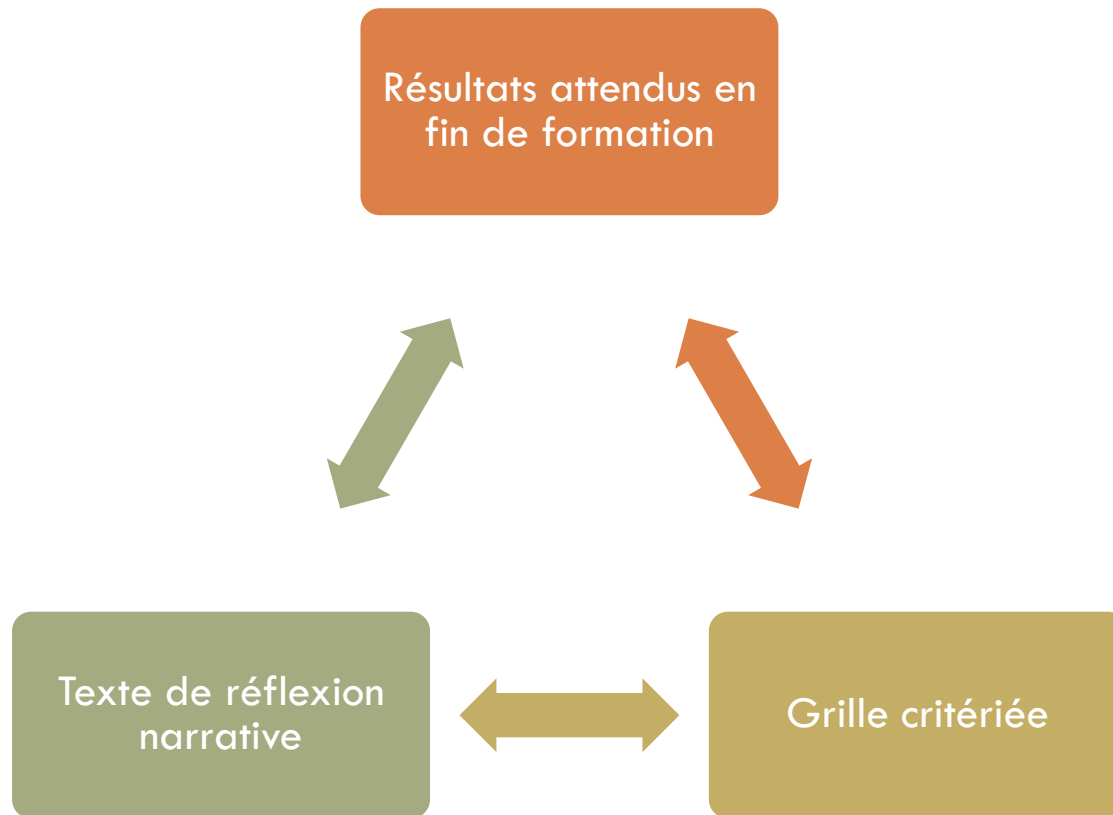 Résultats attendus en
fin de formation
Texte de réflexion
narrative
Grille critériée